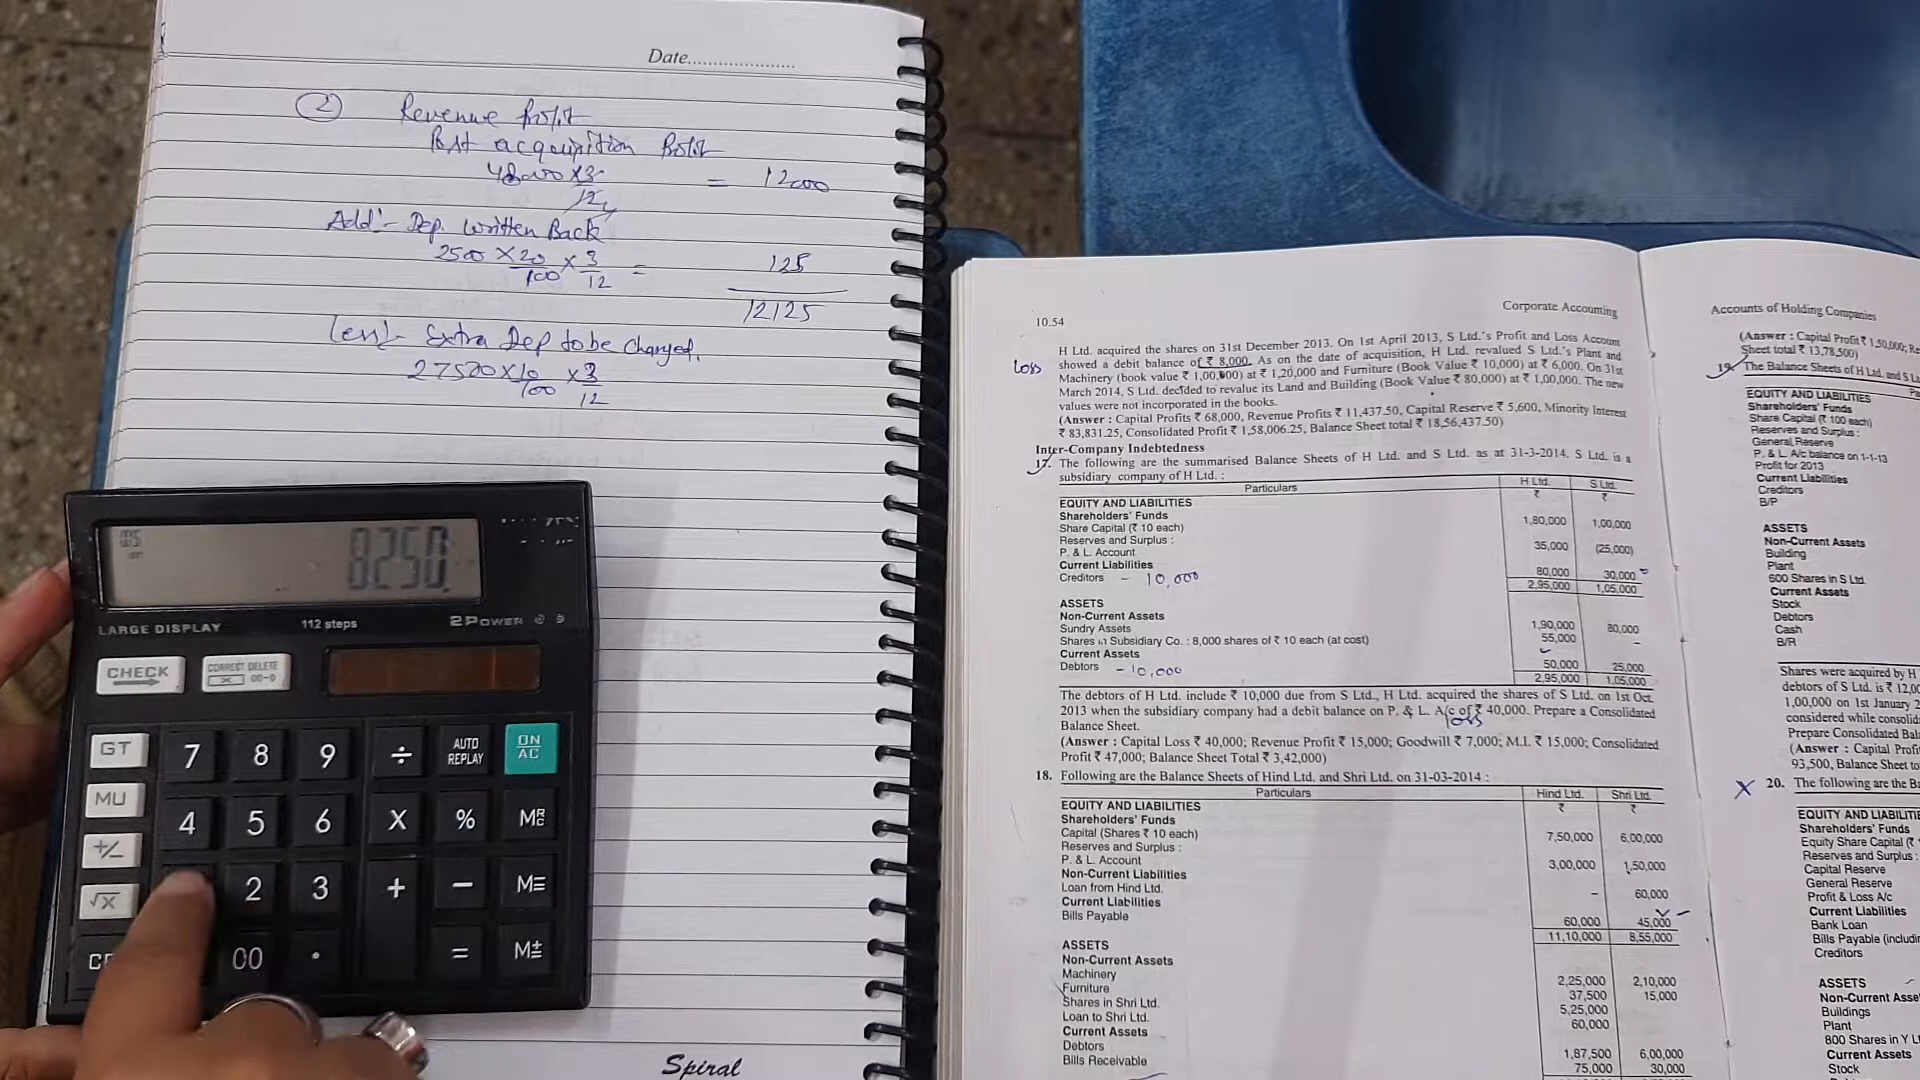 Date.....................
② Revenue Profit
Post acquisition Profit
48000 × 3/12 = 12000
Add:- Dep. Written Back
2500 × 20/100 × 3/12 = 125
12125
Less:- Extra Dep to be Charged.
27500 × 10/100 × 3/12
Spiral
8250.
LARGE DISPLAY 112 steps 2POWER
CHECK CORRECT DELETE 00→0
GT 7 8 9 ÷ AUTO REPLAY ON AC
MU 4 5 6 X % MRC
+/− 2 3 + − M=
√X 00 · = M±
10.54 Corporate Accounting
loss
H Ltd. acquired the shares on 31st December 2013. On 1st April 2013, S Ltd.'s Profit and Loss Account
showed a debit balance of ₹ 8,000. As on the date of acquisition, H Ltd. revalued S Ltd.'s Plant and
Machinery (book value ₹ 1,00,000) at ₹ 1,20,000 and Furniture (Book Value ₹ 10,000) at ₹ 6,000. On 31st
March 2014, S Ltd. decided to revalue its Land and Building (Book Value ₹ 80,000) at ₹ 1,00,000. The new
values were not incorporated in the books.
(Answer : Capital Profits ₹ 68,000, Revenue Profits ₹ 11,437.50, Capital Reserve ₹ 5,600, Minority Interest
₹ 83,831.25, Consolidated Profit ₹ 1,58,006.25, Balance Sheet total ₹ 18,56,437.50)
Inter-Company Indebtedness
17. The following are the summarised Balance Sheets of H Ltd. and S Ltd. as at 31-3-2014. S Ltd. is a
subsidiary company of H Ltd. :
Particulars H Ltd. S Ltd.
₹ ₹
EQUITY AND LIABILITIES
Shareholders' Funds
Share Capital (₹ 10 each) 1,80,000 1,00,000
Reserves and Surplus :
P. & L. Account 35,000 (25,000)
Current Liabilities
Creditors - 10,000 80,000 30,000
2,95,000 1,05,000
ASSETS
Non-Current Assets
Sundry Assets 1,90,000 80,000
Shares in Subsidiary Co. : 8,000 shares of ₹ 10 each (at cost) 55,000 -
Current Assets
Debtors - 10,000 50,000 25,000
2,95,000 1,05,000
The debtors of H Ltd. include ₹ 10,000 due from S Ltd., H Ltd. acquired the shares of S Ltd. on 1st Oct.
2013 when the subsidiary company had a debit balance on P. & L. A/c of ₹ 40,000. Prepare a Consolidated
Balance Sheet. loss
(Answer : Capital Loss ₹ 40,000; Revenue Profit ₹ 15,000; Goodwill ₹ 7,000; M.I. ₹ 15,000; Consolidated
Profit ₹ 47,000; Balance Sheet Total ₹ 3,42,000)
18. Following are the Balance Sheets of Hind Ltd. and Shri Ltd. on 31-03-2014 :
Particulars Hind Ltd. Shri Ltd.
₹ ₹
EQUITY AND LIABILITIES
Shareholders' Funds
Capital (Shares ₹ 10 each) 7,50,000 6,00,000
Reserves and Surplus :
P. & L. Account 3,00,000 1,50,000
Non-Current Liabilities
Loan from Hind Ltd. - 60,000
Current Liabilities
Bills Payable 60,000 45,000
11,10,000 8,55,000
ASSETS
Non-Current Assets
Machinery 2,25,000 2,10,000
Furniture 37,500 15,000
Shares in Shri Ltd. 5,25,000
Loan to Shri Ltd. 60,000
Current Assets
Debtors 1,87,500 6,00,000
Bills Receivable 75,000 30,000
Accounts of Holding Companies
(Answer : Capital Profit ₹ 1,50,000; Re
Sheet total ₹ 13,78,500)
19. The Balance Sheets of H Ltd. and S L
EQUITY AND LIABILITIES
Shareholders' Funds
Share Capital (₹ 100 each)
Reserves and Surplus :
General Reserve
P. & L. A/c balance on 1-1-13
Profit for 2013
Current Liabilities
Creditors
B/P
ASSETS
Non-Current Assets
Building
Plant
600 Shares in S Ltd.
Current Assets
Stock
Debtors
Cash
B/R
Shares were acquired by H
debtors of S Ltd. is ₹ 12,00
1,00,000 on 1st January 2
considered while consolid
Prepare Consolidated Bal
(Answer : Capital Profi
93,500, Balance Sheet to
X 20. The following are the Ba
EQUITY AND LIABILITIE
Shareholders' Funds
Equity Share Capital (₹
Reserves and Surplus :
Capital Reserve
General Reserve
Profit & Loss A/c
Current Liabilities
Bank Loan
Bills Payable (includin
Creditors
ASSETS
Non-Current Asse
Buildings
Plant
800 Shares in Y Lt
Current Assets
Stock